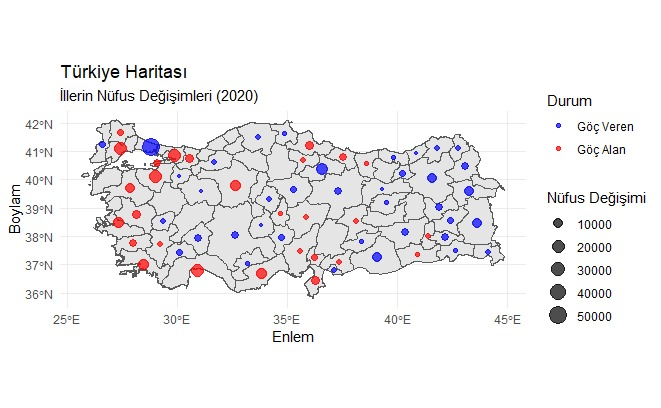 Türkiye Haritası
İllerin Nüfus Değişimleri (2020)
42°N
41°N
40°N
39°N
38°N
37°N
36°N
Boylam
25°E
30°E
35°E
40°E
45°E
Enlem
Durum
Göç Veren
Göç Alan
Nüfus Değişimi
10000
20000
30000
40000
50000